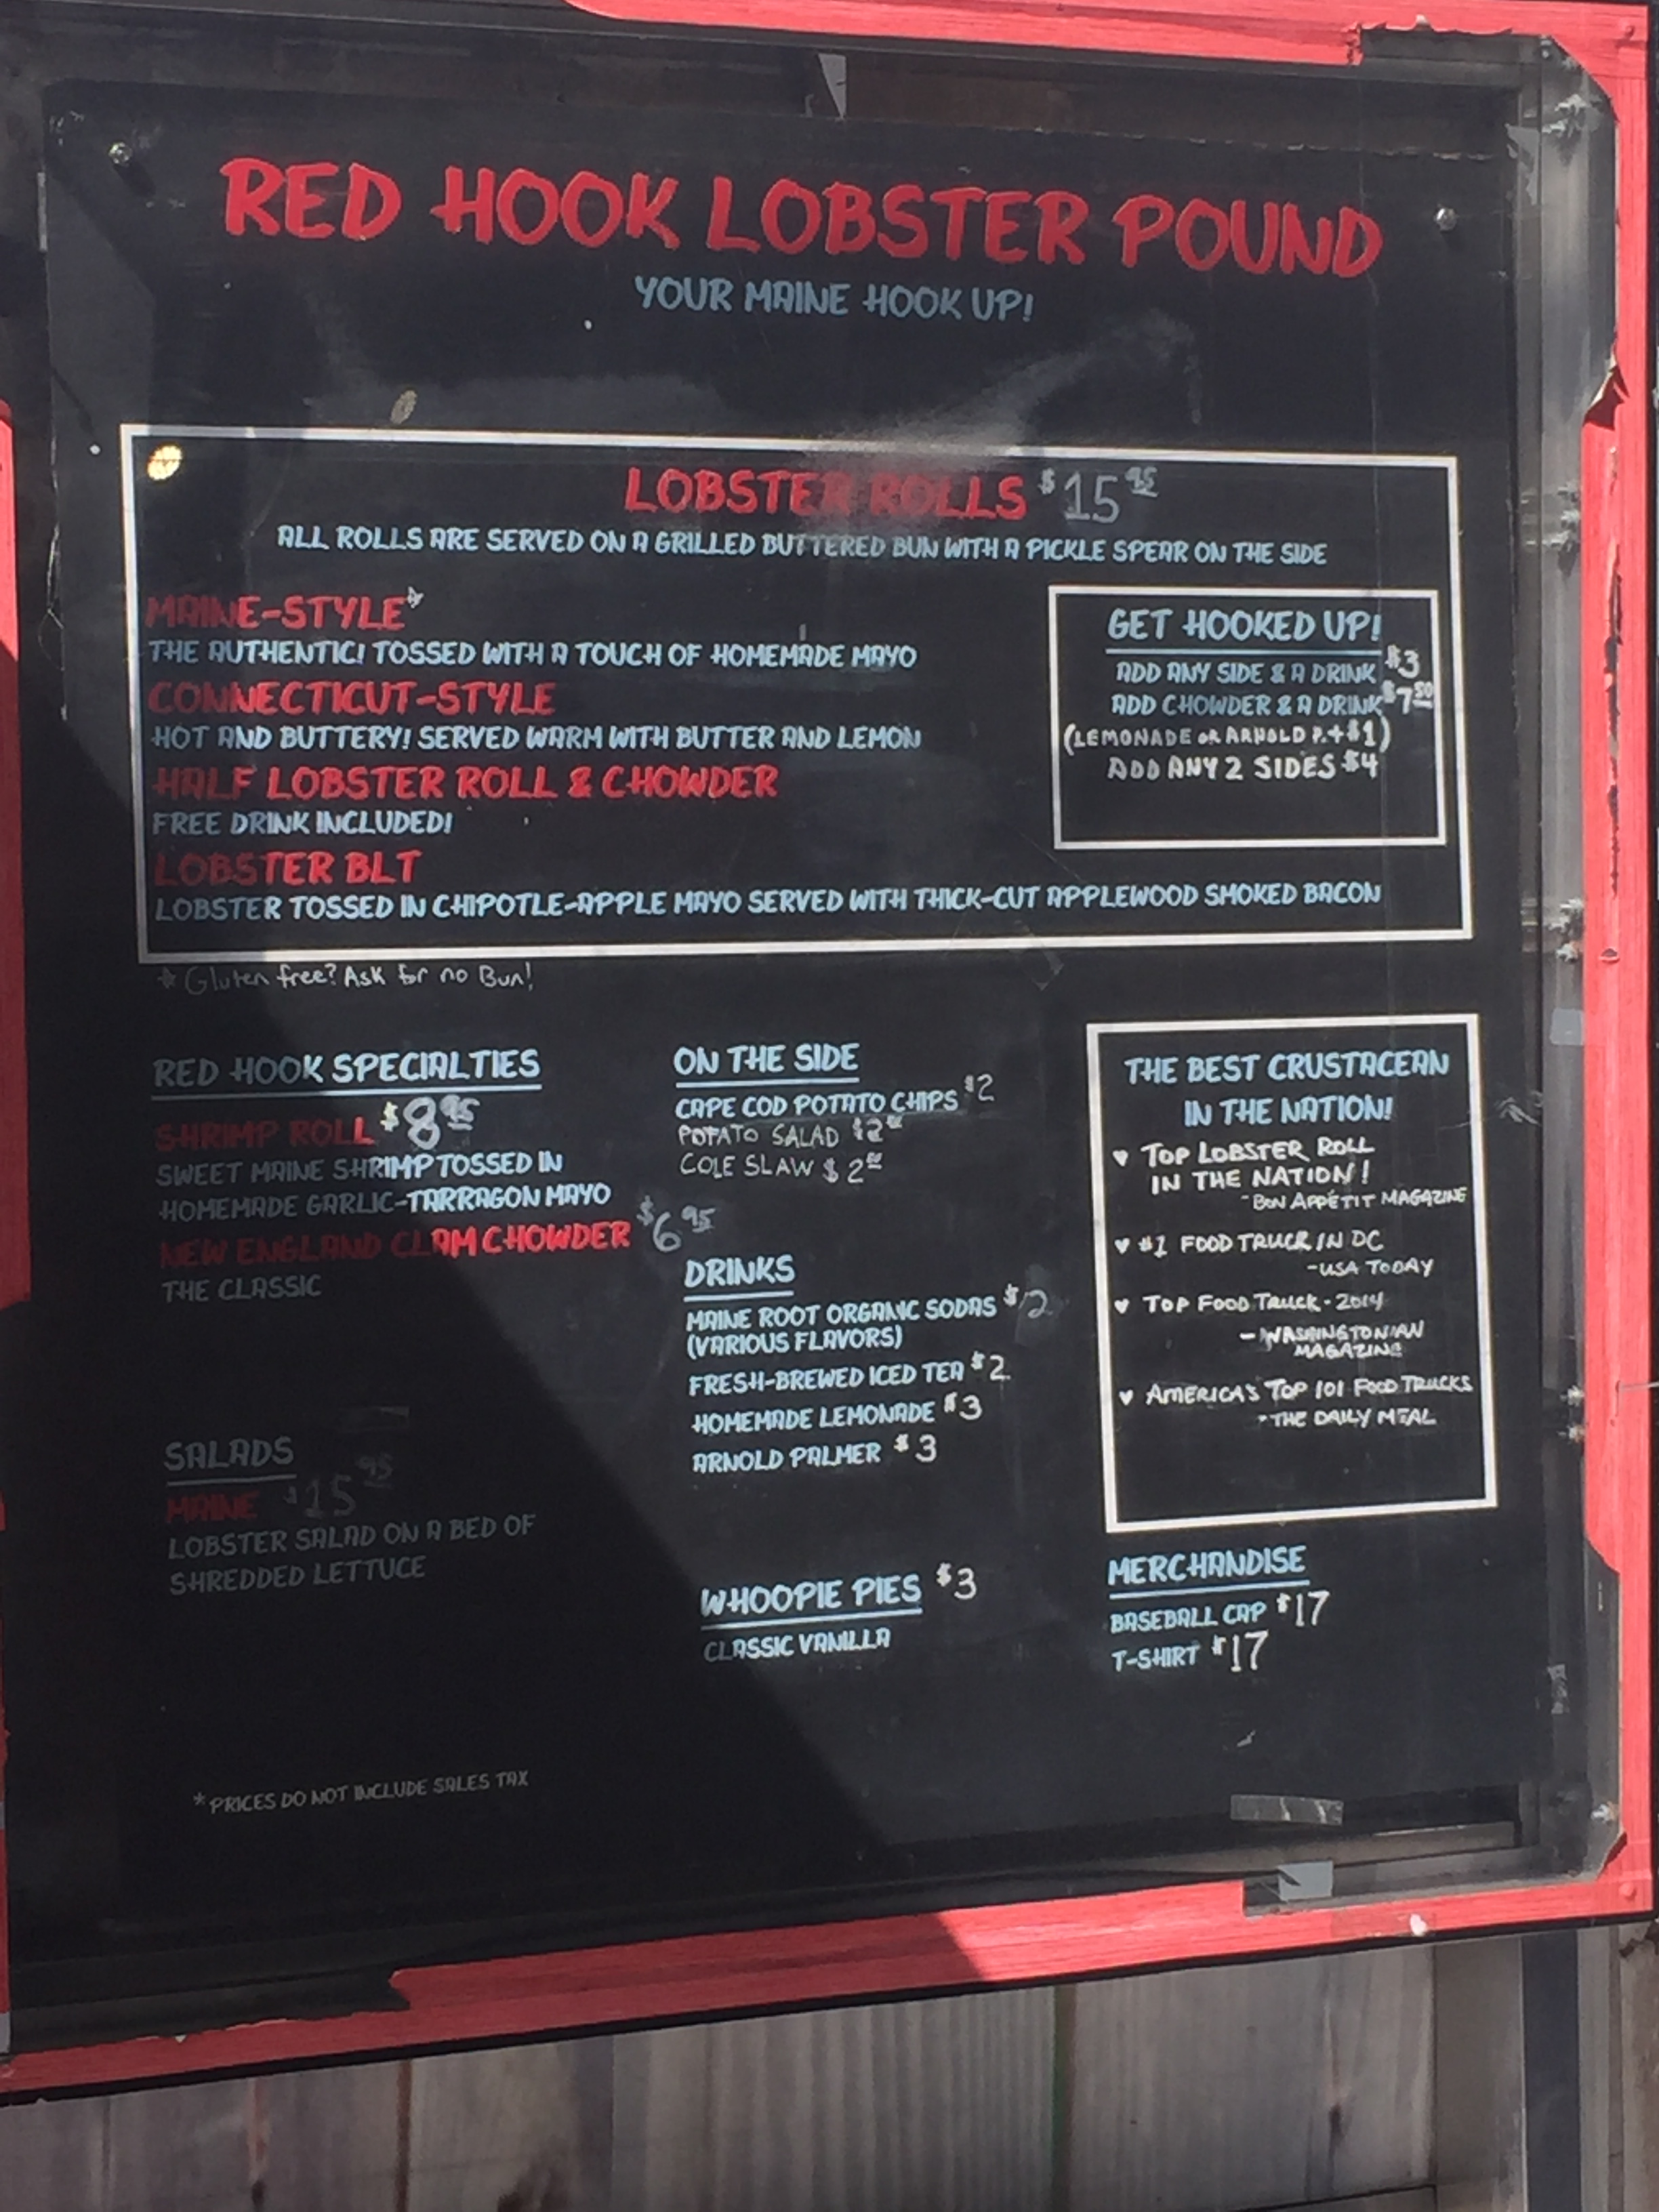 RED HOOK LOBSTER POUND
YOUR MAINE HOOK UP!
LOBSTER ROLLS $15.95
ALL ROLLS ARE SERVED ON A GRILLED BUTTERED BUN WITH A PICKLE SPEAR ON THE SIDE
MAINE-STYLE*
THE AUTHENTIC! TOSSED WITH A TOUCH OF HOMEMADE MAYO
CONNECTICUT-STYLE
HOT AND BUTTERY! SERVED WARM WITH BUTTER AND LEMON
HALF LOBSTER ROLL & CHOWDER
FREE DRINK INCLUDED!
LOBSTER BLT
LOBSTER TOSSED IN CHIPOTLE-APPLE MAYO SERVED WITH THICK-CUT APPLEWOOD SMOKED BACON
GET HOOKED UP!
ADD ANY SIDE & A DRINK $3
ADD CHOWDER & A DRINK $7.50
(LEMONADE OR ARNOLD P. +$1)
ADD ANY 2 SIDES $4
* Gluten free? Ask for no Bun!
RED HOOK SPECIALTIES
SHRIMP ROLL $8.95
SWEET MAINE SHRIMP TOSSED IN
HOMEMADE GARLIC-TARRAGON MAYO
NEW ENGLAND CLAM CHOWDER $6.95
THE CLASSIC
SALADS
MAINE $15.95
LOBSTER SALAD ON A BED OF
SHREDDED LETTUCE
ON THE SIDE
CAPE COD POTATO CHIPS $2
POTATO SALAD $2.00
COLE SLAW $2.00
DRINKS
MAINE ROOT ORGANIC SODAS $2
(VARIOUS FLAVORS)
FRESH-BREWED ICED TEA $2
HOMEMADE LEMONADE $3
ARNOLD PALMER $3
WHOOPIE PIES $3
CLASSIC VANILLA
THE BEST CRUSTACEAN
IN THE NATION!
♥ TOP LOBSTER ROLL
IN THE NATION!
-BON APPÉTIT MAGAZINE
♥ #1 FOOD TRUCK IN DC
-USA TODAY
♥ TOP FOOD TRUCK - 2014
- WASHINGTONIAN
MAGAZINE
♥ AMERICA'S TOP 101 FOOD TRUCKS
-THE DAILY MEAL
MERCHANDISE
BASEBALL CAP $17
T-SHIRT $17
*PRICES DO NOT INCLUDE SALES TAX